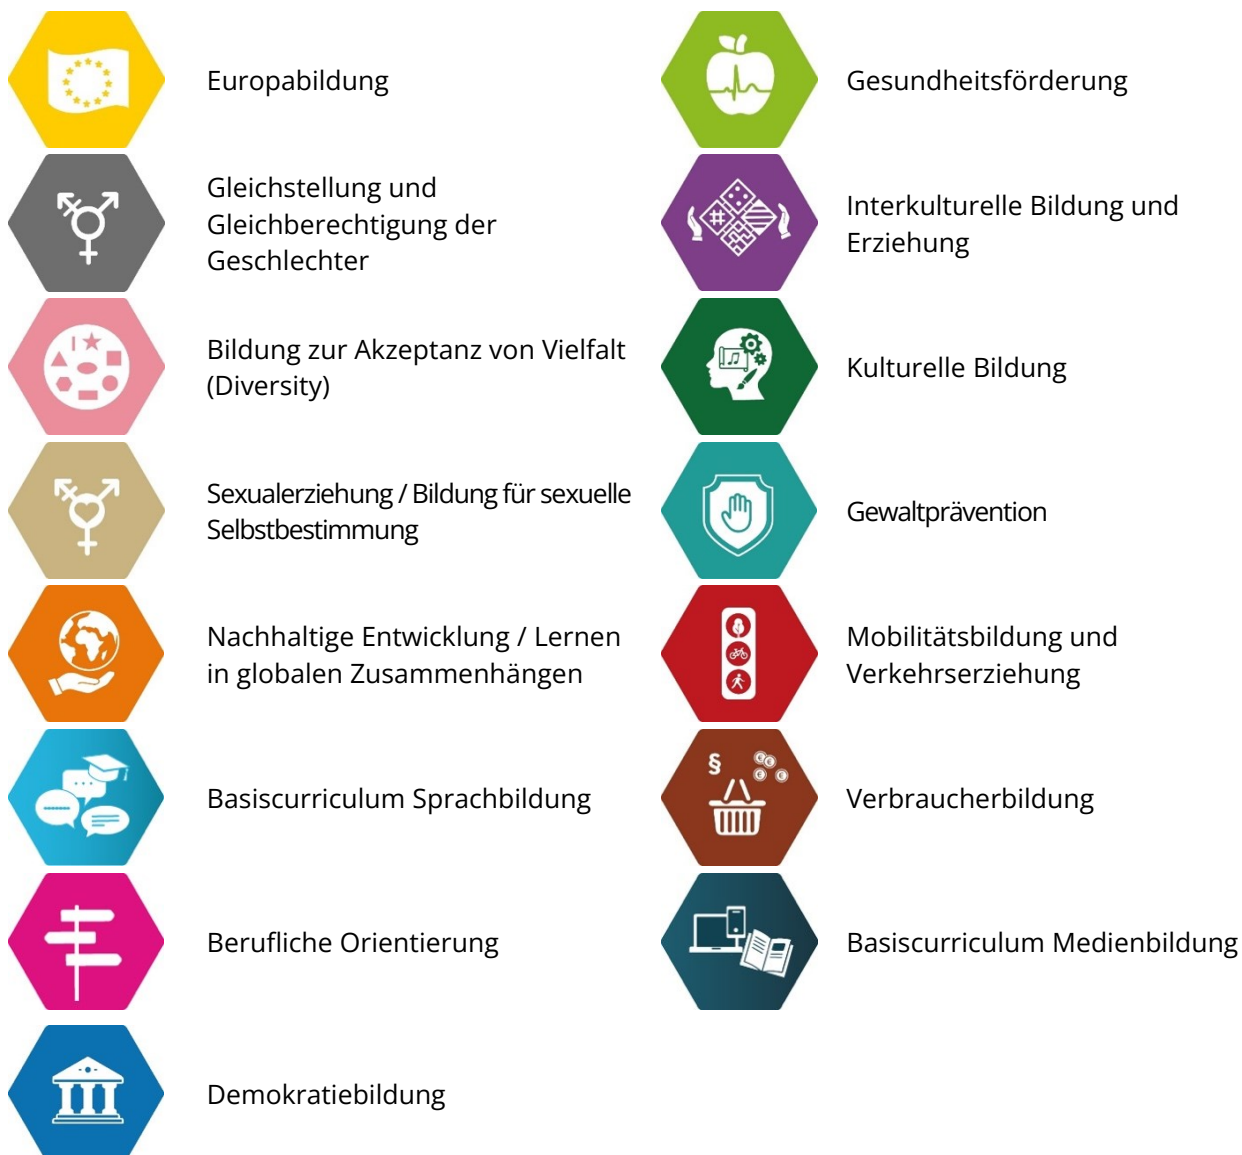 Europabildung
Gesundheitsförderung
Gleichstellung und
Gleichberechtigung der
Geschlechter
Interkulturelle Bildung und
Erziehung
Bildung zur Akzeptanz von Vielfalt
(Diversity)
Kulturelle Bildung
Sexualerziehung / Bildung für sexuelle
Selbstbestimmung
Gewaltprävention
Nachhaltige Entwicklung / Lernen
in globalen Zusammenhängen
Mobilitätsbildung und
Verkehrserziehung
Basiscurriculum Sprachbildung
§
Verbraucherbildung
Berufliche Orientierung
Basiscurriculum Medienbildung
Demokratiebildung